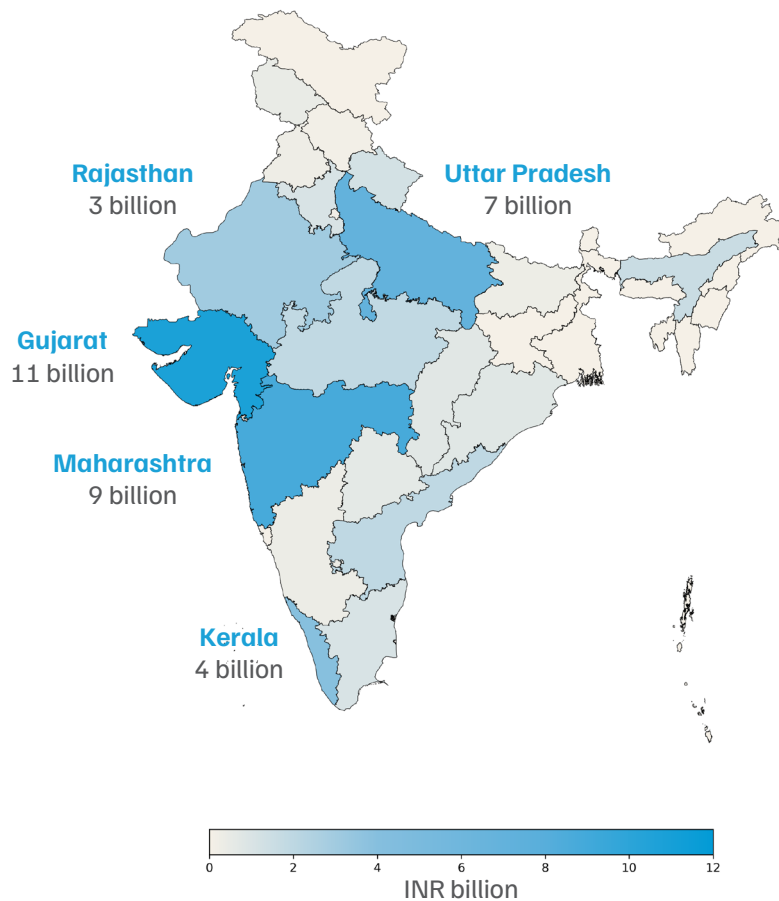 Rajasthan
3 billion
Uttar Pradesh
7 billion
Gujarat
11 billion
Maharashtra
9 billion
Kerala
4 billion
0 2 4 6 8 10 12
INR billion